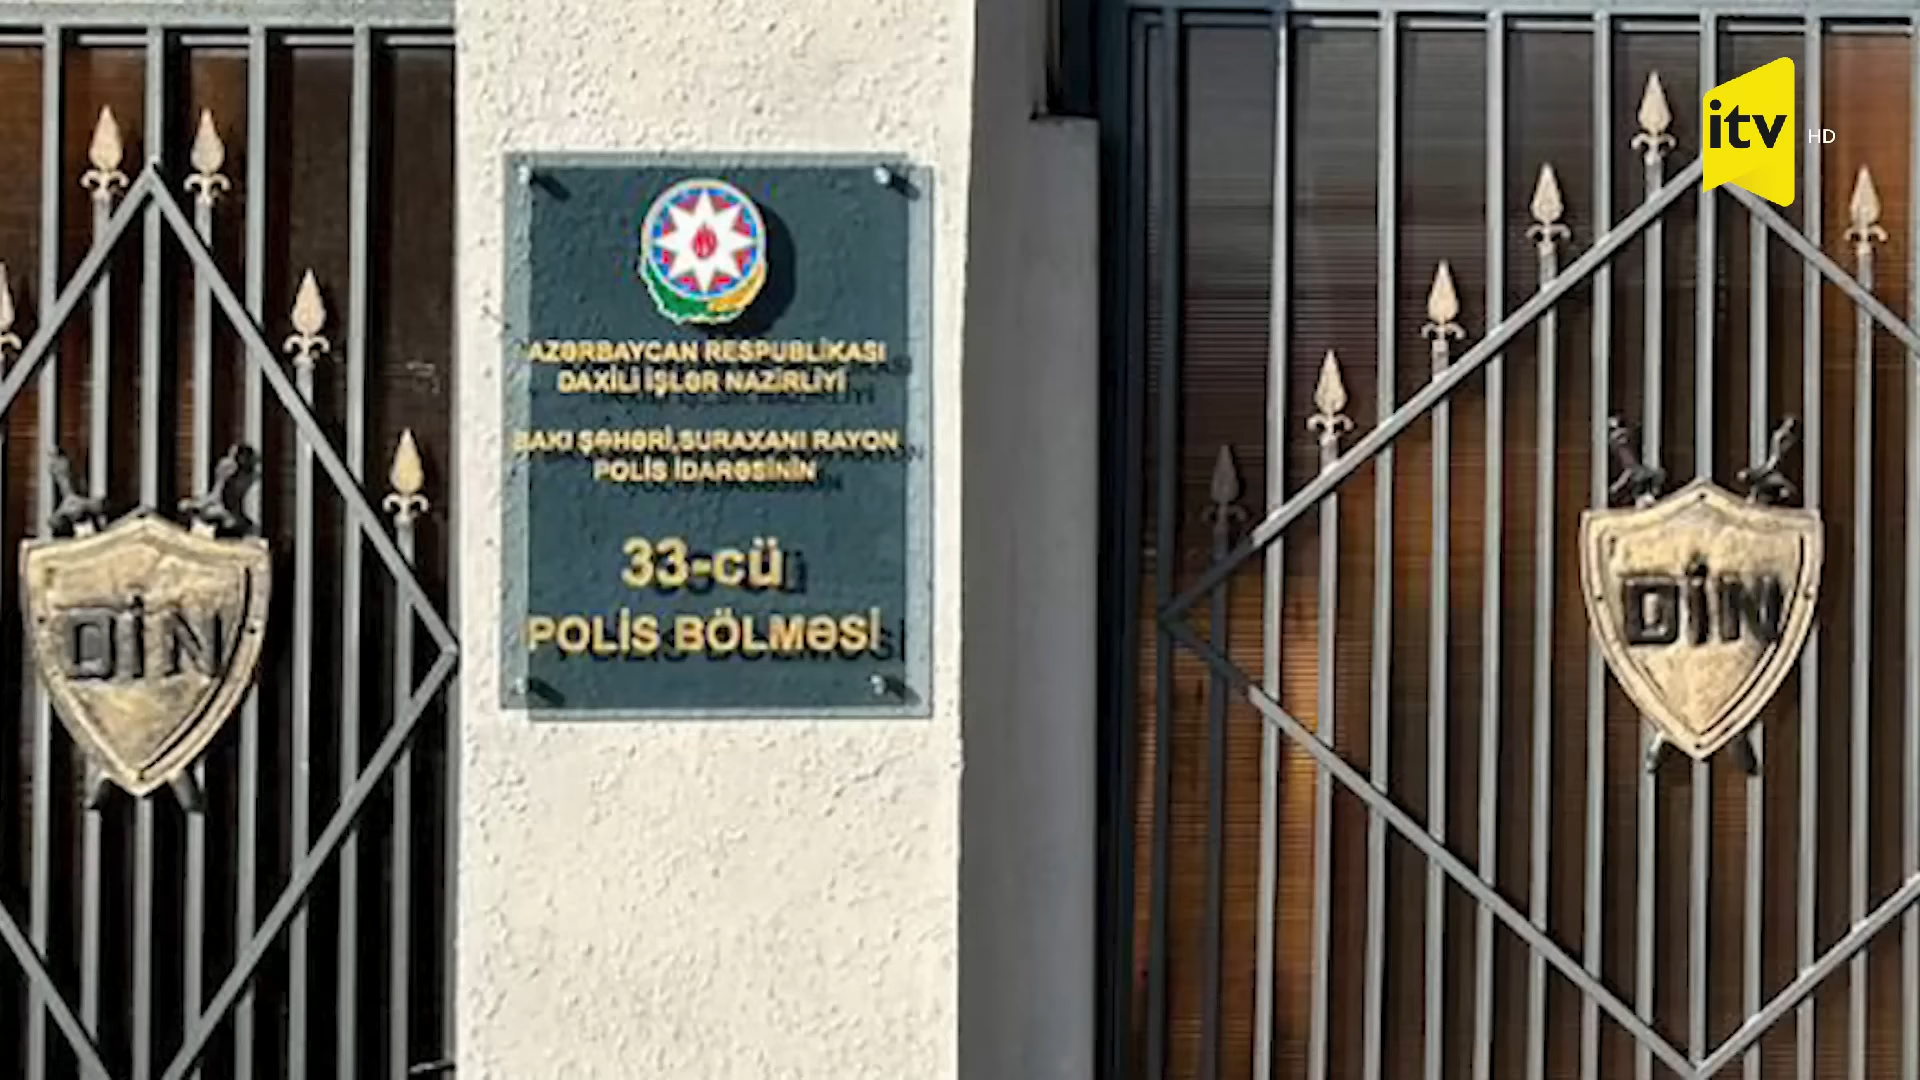 itv HD
AZƏRBAYCAN RESPUBLİKASI
DAXİLİ İŞLƏR NAZİRLİYİ
BAKI ŞƏHƏRİ,SURAXANI RAYON
POLİS İDARƏSİNİN
33-cü
POLİS BÖLMƏSİ
DİN
DİN